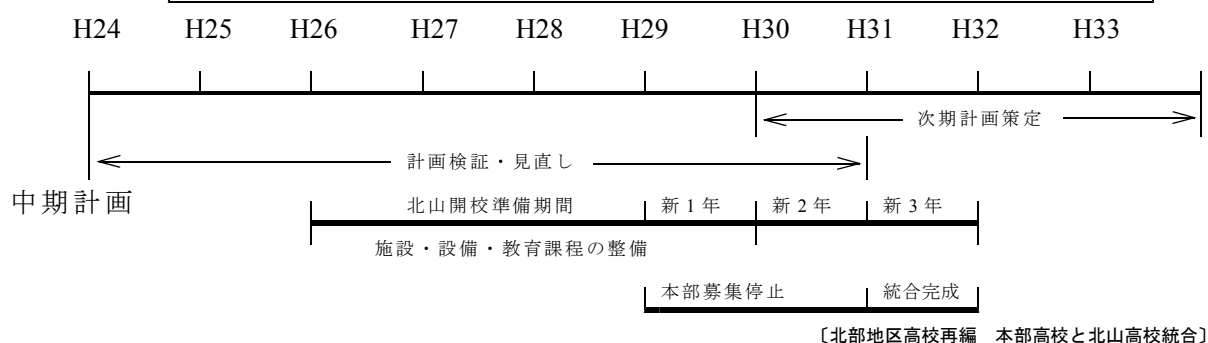 H24 H25 H26 H27 H28 H29 H30 H31 H32 H33
次期計画策定
計画検証・見直し
中期計画
北山開校準備期間 新1年 新2年 新3年
施設・設備・教育課程の整備
本部募集停止 統合完成
〔北部地区高校再編 本部高校と北山高校統合〕